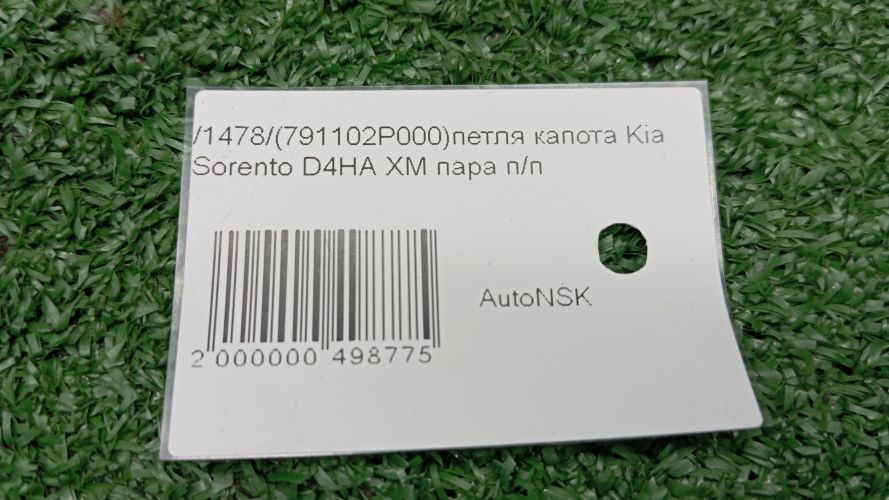 /1478/(791102P000)петля капота Kia
Sorento D4HA XM пара п/п
AutoNSK
2 000000 498775